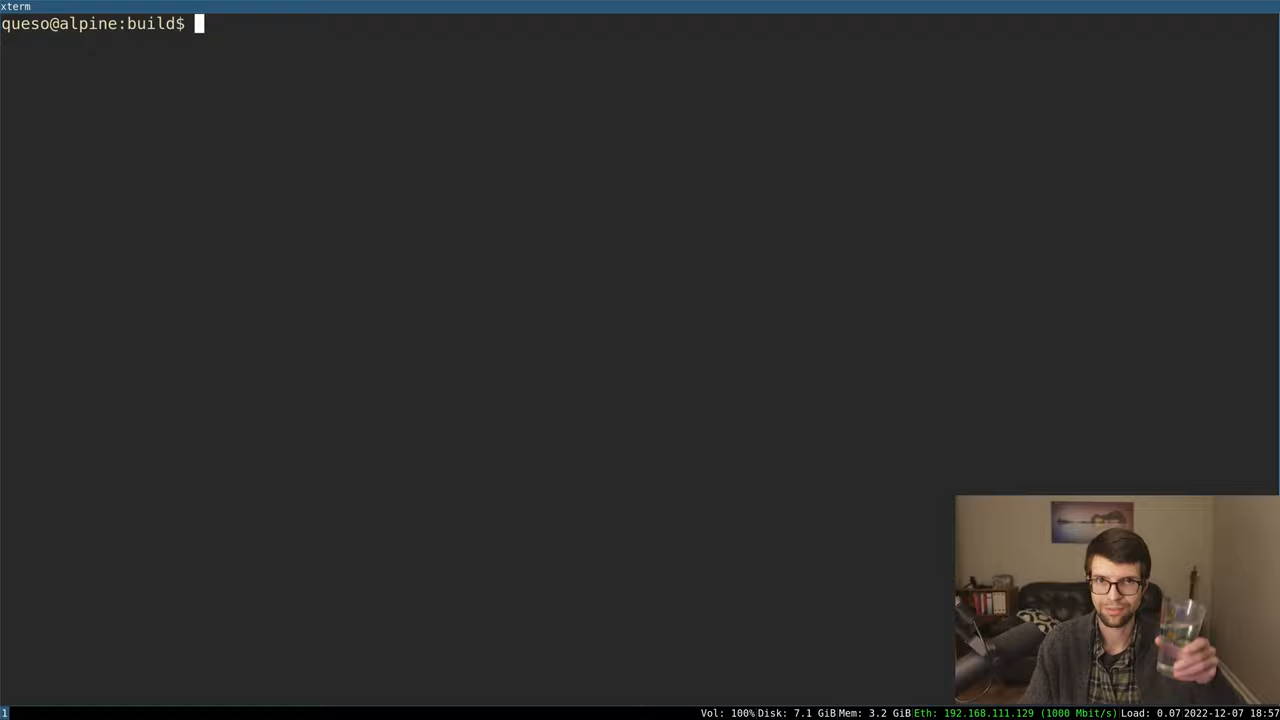 xterm
queso@alpine:build$
1 Vol: 100% Disk: 7.1 GiB Mem: 3.2 GiB Eth: 192.168.111.129 (1000 Mbit/s) Load: 0.07 2022-12-07 18:57